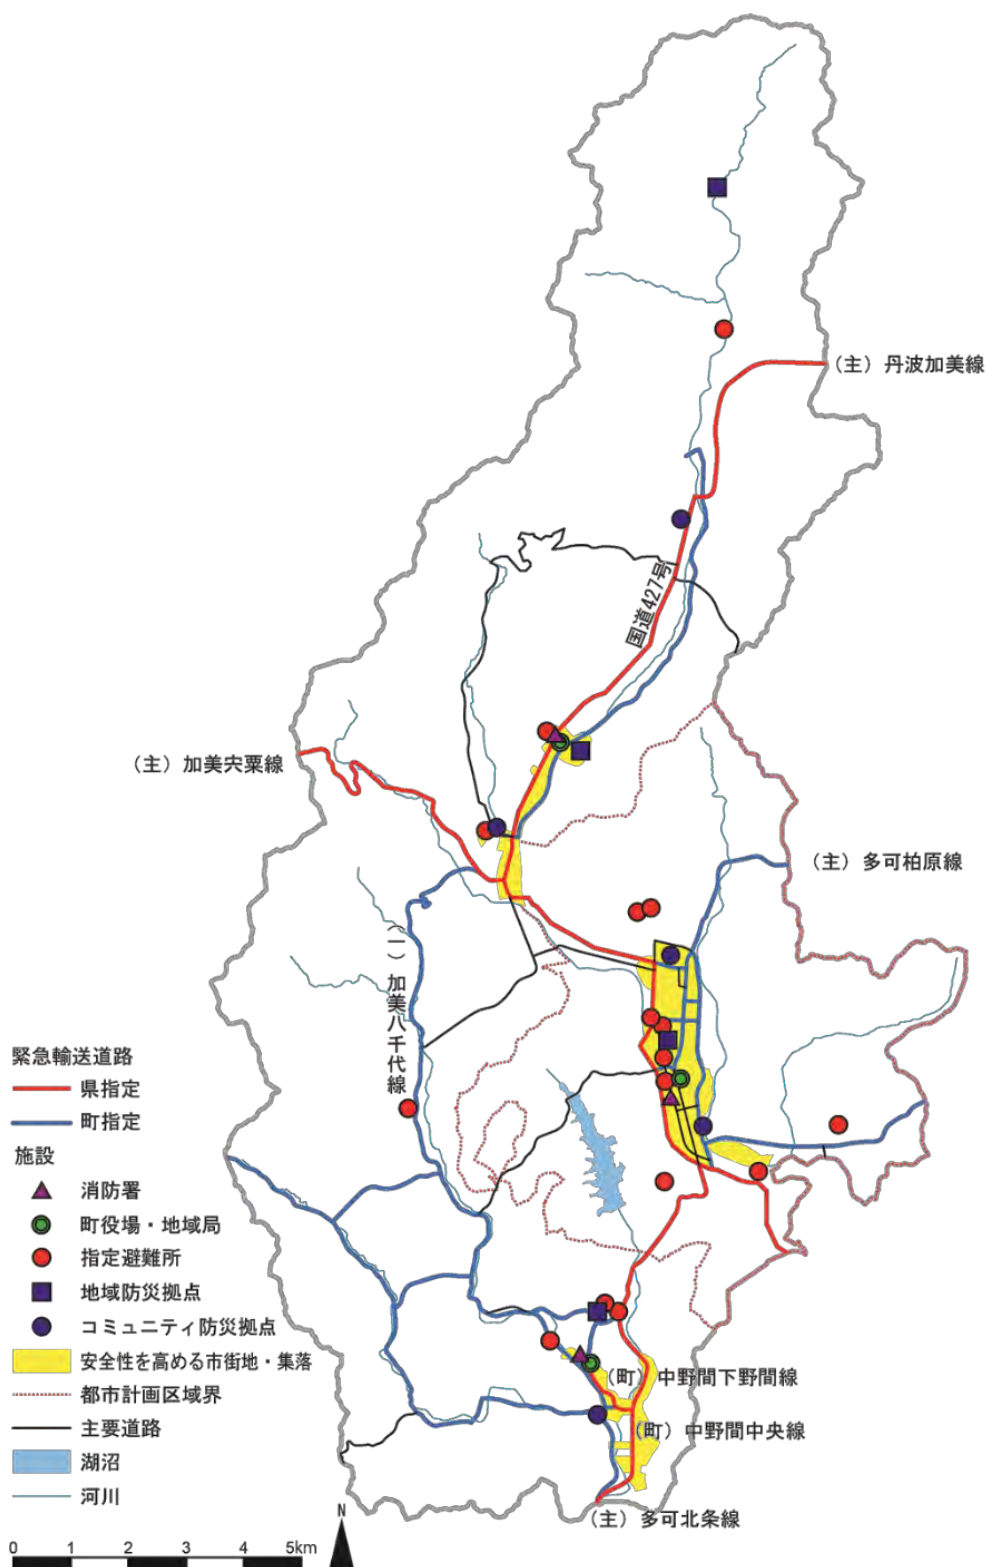 (主) 丹波加美線
国道427号
(主) 加美宍粟線
(主) 多可柏原線
(一) 加美八千代線
緊急輸送道路
県指定
町指定
施設
消防署
町役場・地域局
指定避難所
地域防災拠点
コミュニティ防災拠点
安全性を高める市街地・集落
都市計画区域界
主要道路
湖沼
河川
(町) 中野間下野間線
(町) 中野間中央線
(主) 多可北条線
N
0 1 2 3 4 5km